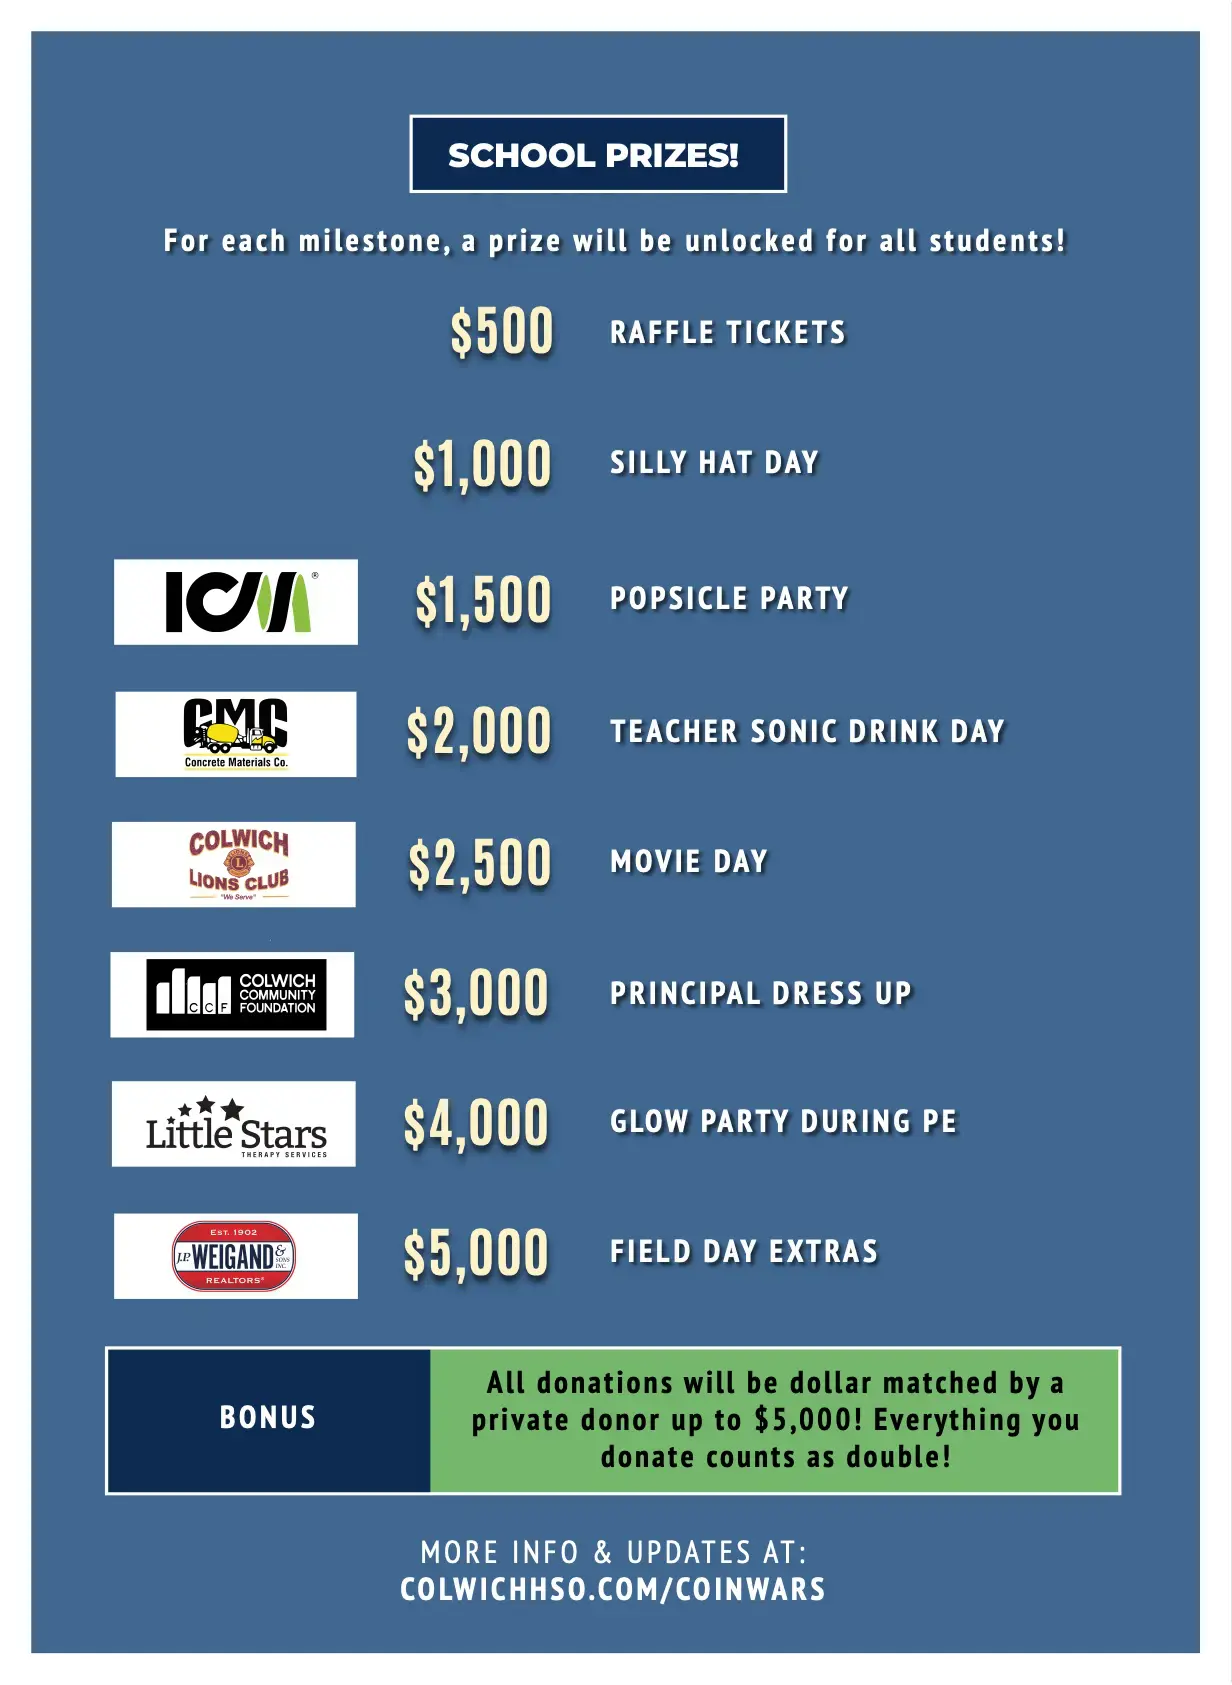 SCHOOL PRIZES!
For each milestone, a prize will be unlocked for all students!
$500 RAFFLE TICKETS
$1,000 SILLY HAT DAY
ICM ® $1,500 POPSICLE PARTY
CMC
Concrete Materials Co.
$2,000 TEACHER SONIC DRINK DAY
COLWICH
L
LIONS CLUB
"We Serve"
$2,500 MOVIE DAY
CCF
COLWICH
COMMUNITY
FOUNDATION
$3,000 PRINCIPAL DRESS UP
Little Stars
THERAPY SERVICES
$4,000 GLOW PARTY DURING PE
EST. 1902
J.P. WEIGAND & SONS INC.
REALTORS®
$5,000 FIELD DAY EXTRAS
BONUS
All donations will be dollar matched by a
private donor up to $5,000! Everything you
donate counts as double!
MORE INFO & UPDATES AT:
COLWICHHSO.COM/COINWARS